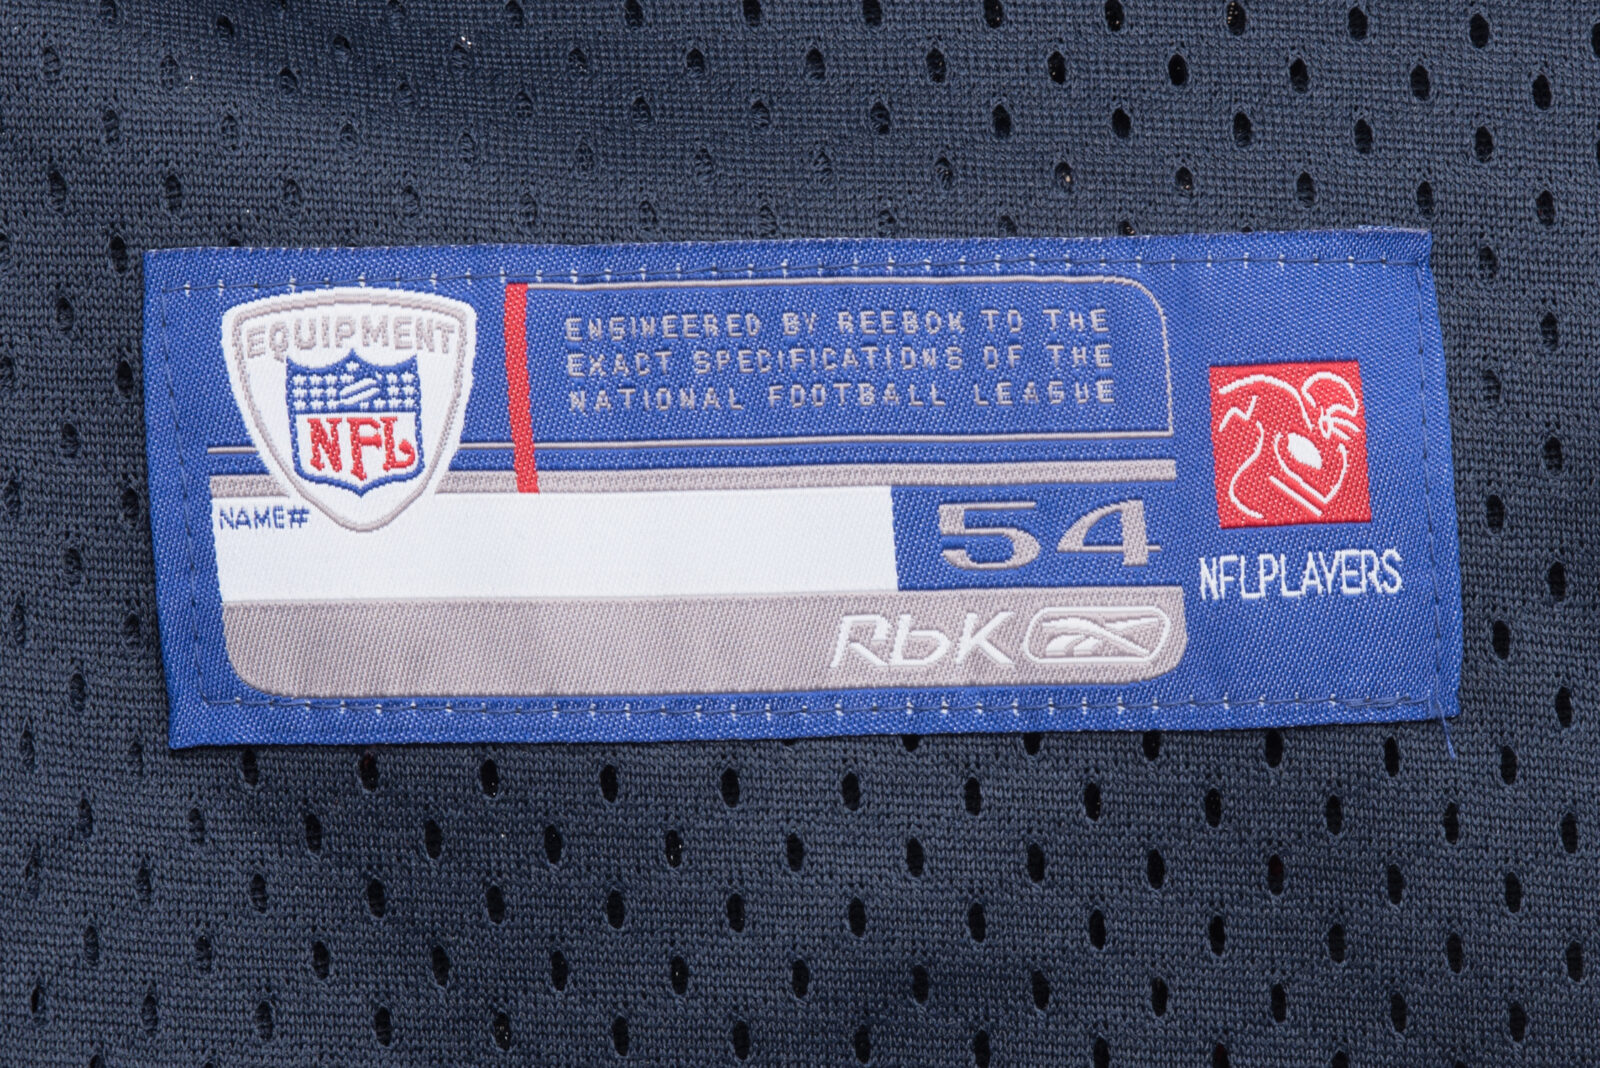 EQUIPMENT
NFL
ENGINEERED BY REEBOK TO THE
EXACT SPECIFICATIONS OF THE
NATIONAL FOOTBALL LEAGUE
NAME#
54
RbK
NFLPLAYERS